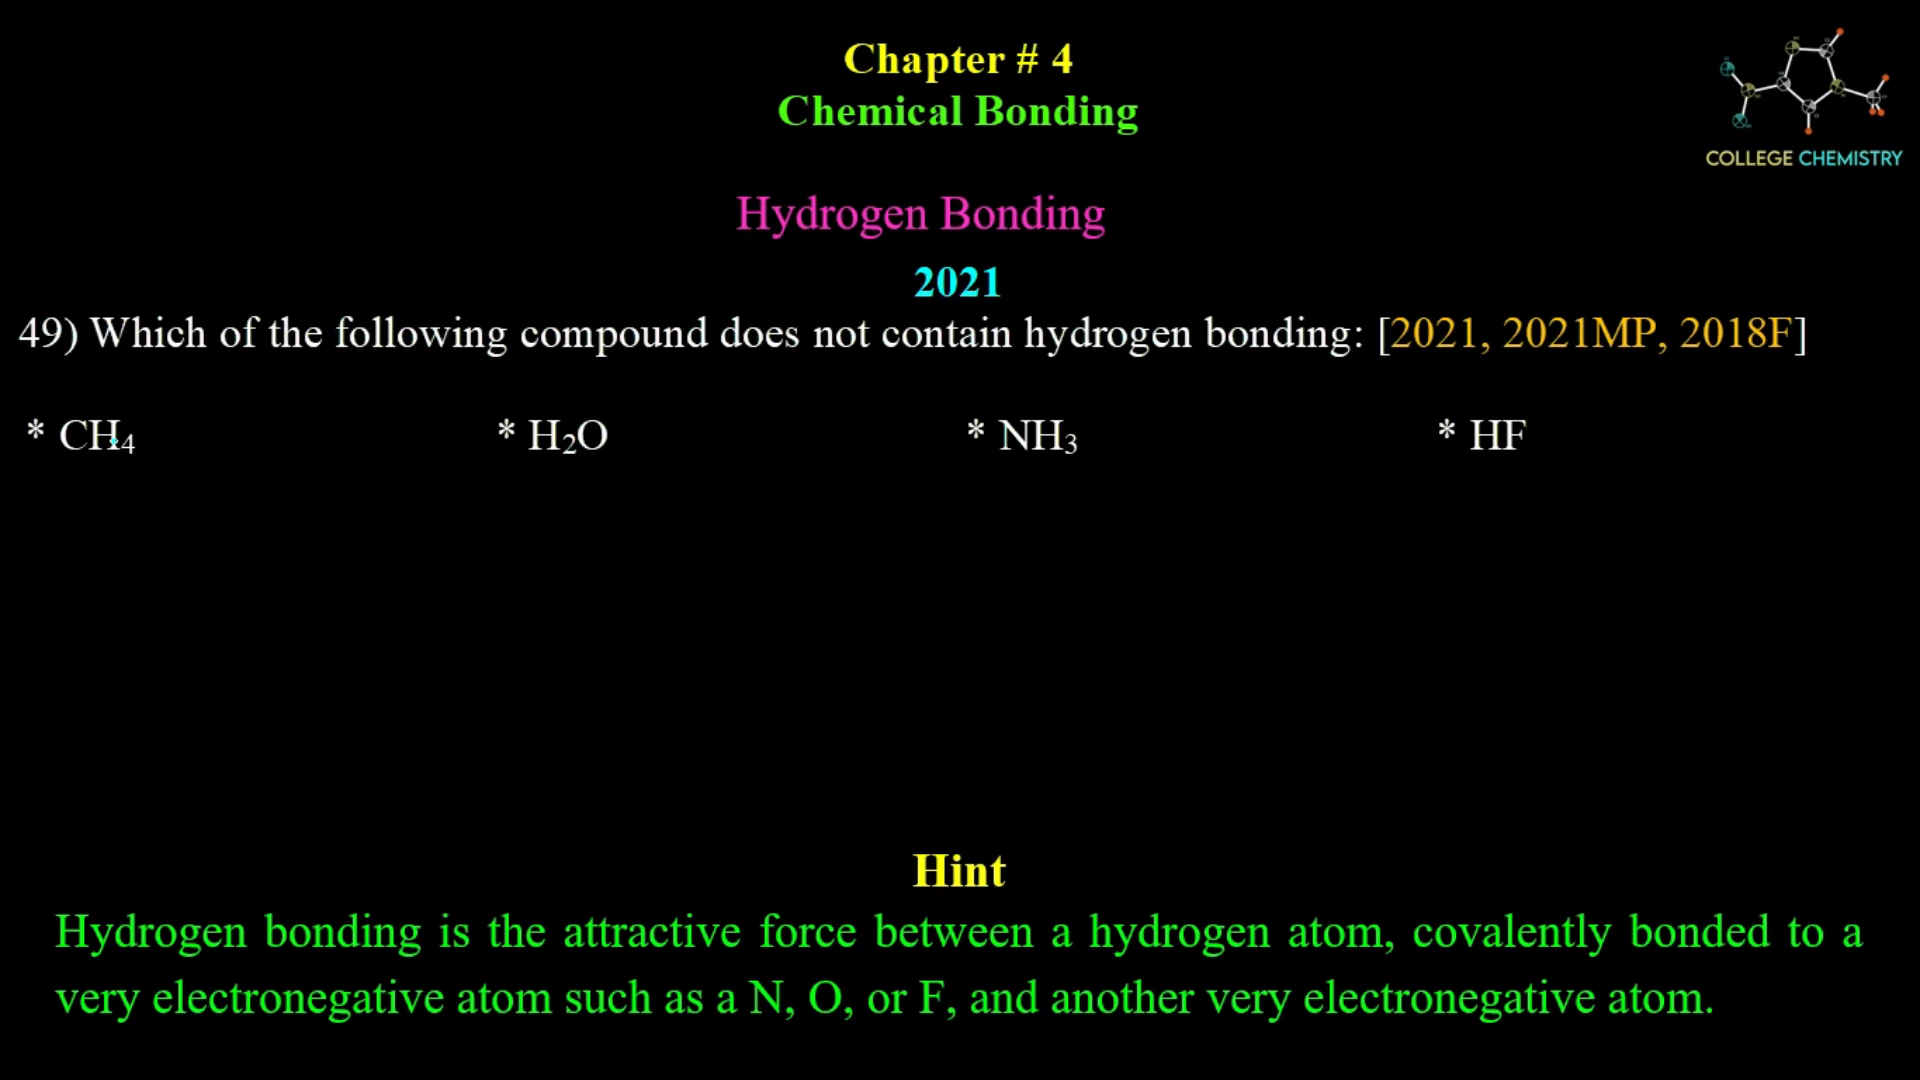 Chapter # 4
Chemical Bonding
COLLEGE CHEMISTRY
Hydrogen Bonding
2021
49) Which of the following compound does not contain hydrogen bonding: [2021, 2021MP, 2018F]
* CH₄ * H₂O * NH₃ * HF
Hint
Hydrogen bonding is the attractive force between a hydrogen atom, covalently bonded to a
very electronegative atom such as a N, O, or F, and another very electronegative atom.